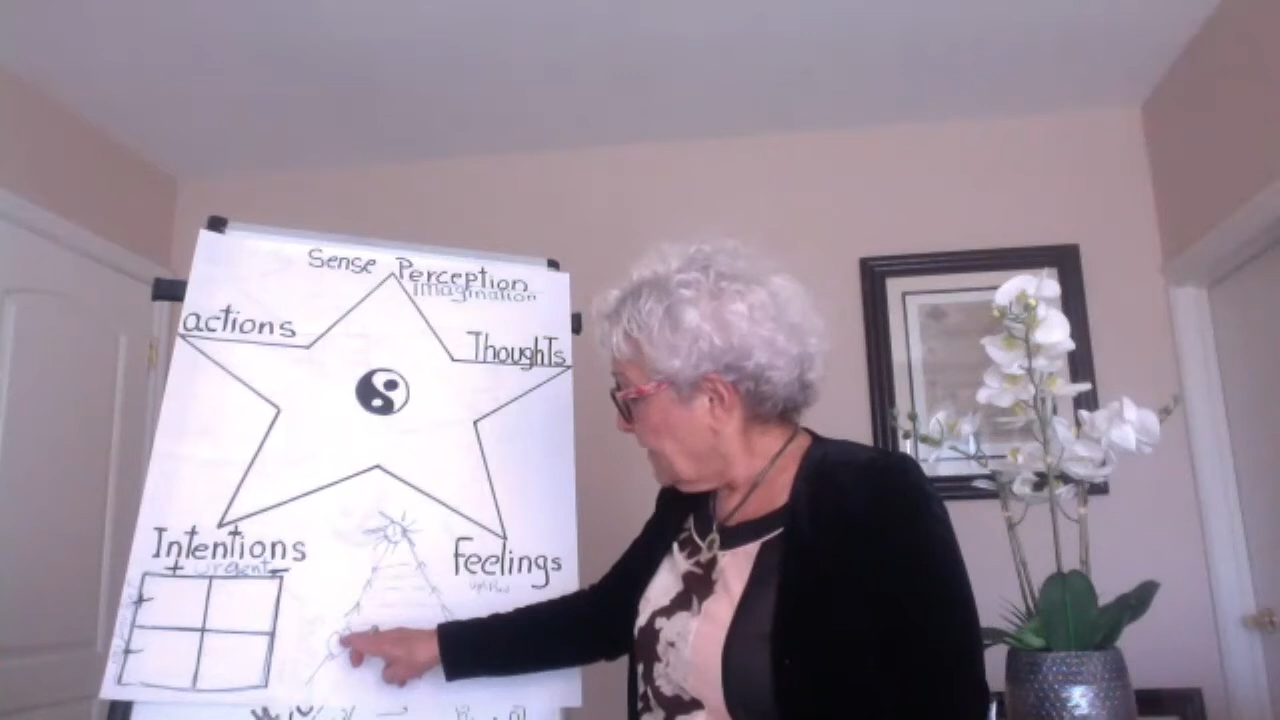 Sense Perception
Imagination
actions
Thoughts
Intentions
Feelings
+ urgent -